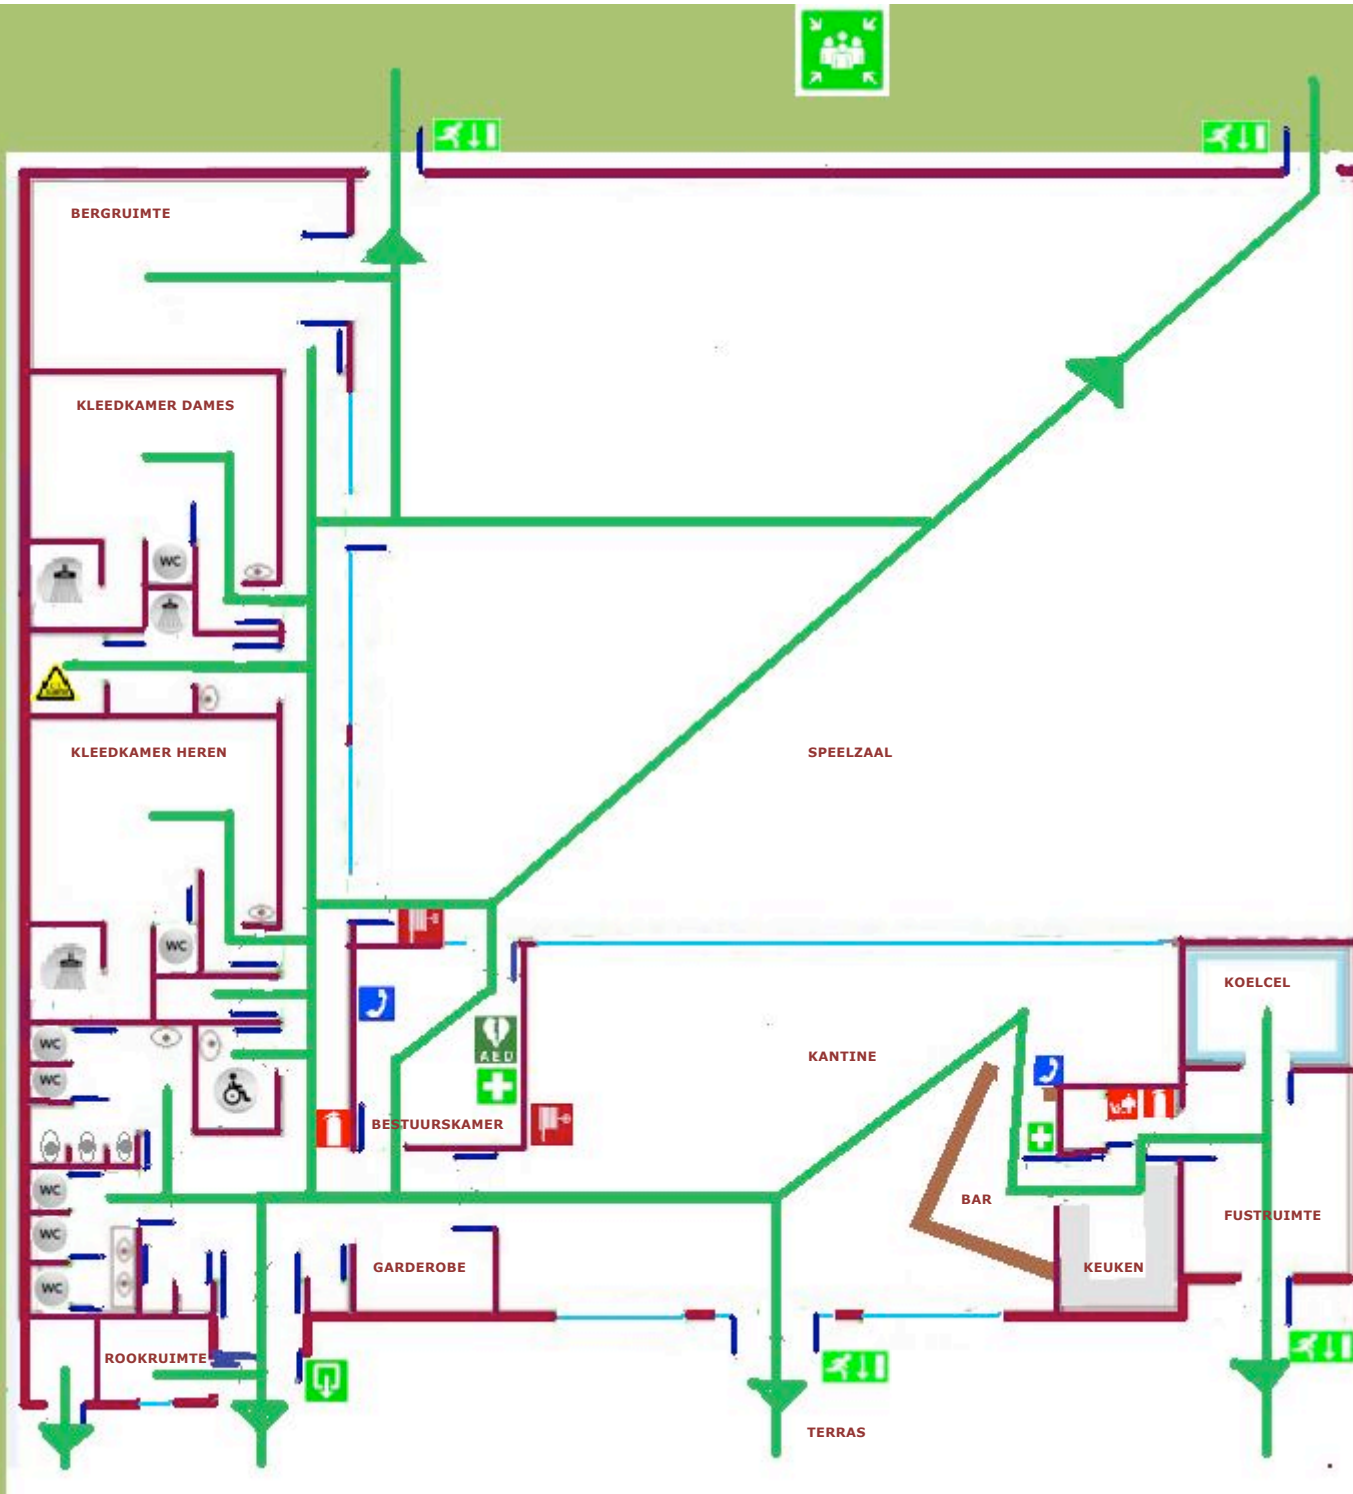 BERGRUIMTE
KLEEDKAMER DAMES
WC
KLEEDKAMER HEREN
SPEELZAAL
WC
KOELCEL
WC
AED
KANTINE
WC
BESTUURSKAMER
WC
BAR
FUSTRUIMTE
WC
GARDEROBE
KEUKEN
WC
ROOKRUIMTE
TERRAS